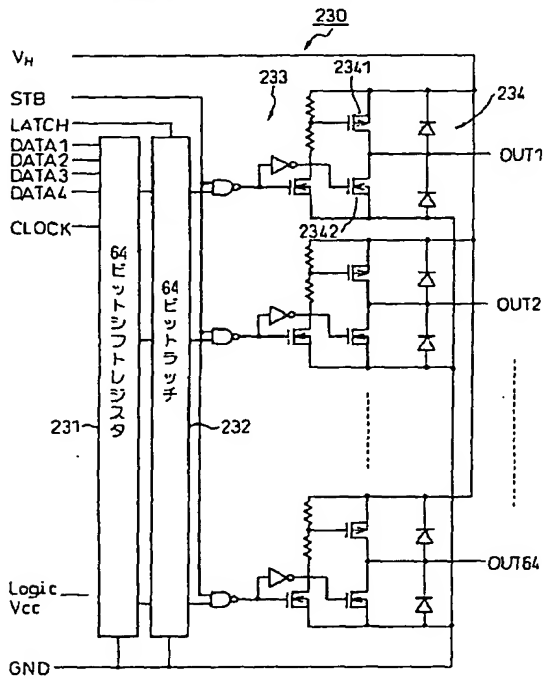 230
VH
2341
233
234
STB
LATCH
DATA1
DATA2
DATA3
DATA4
OUT1
CLOCK
2342
64ビットシフトレジスタ
64ビットラッチ
OUT2
231
232
OUT64
Logic
Vcc
GND